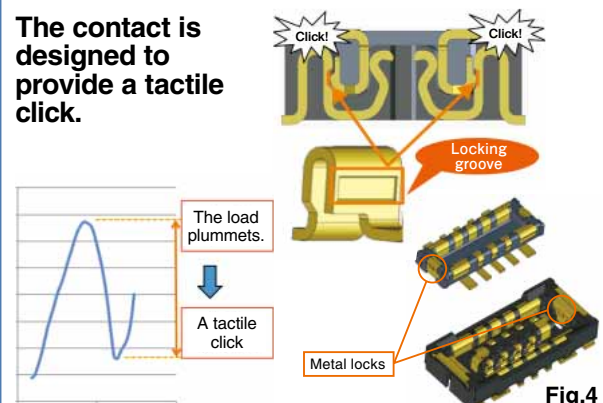 The contact is
designed to
provide a tactile
click.
Click!
Click!
Locking
groove
The load
plummets.
A tactile
click
Metal locks
Fig.4